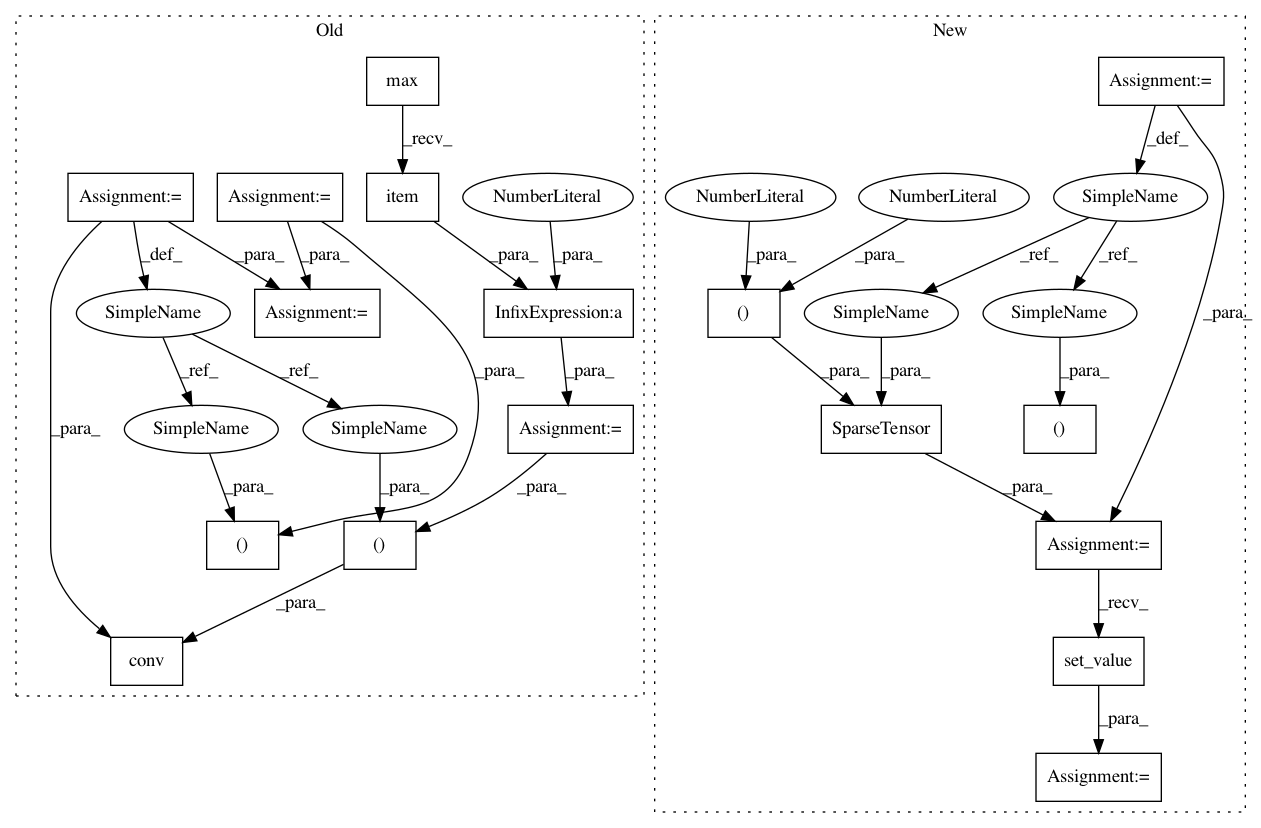 Old
New
max
Assignment:=
_recv_
_def_
Assignment:=
Assignment:=
item
NumberLiteral
NumberLiteral
NumberLiteral
SimpleName
_def_
_para_
_para_
_para_
_para_
_para_
_para_
_ref_
_ref_
SimpleName
Assignment:=
InfixExpression:a
()
SimpleName
SimpleName
_para_
_ref_
_ref_
_para_
_para_
_para_
_para_
_para_
_para_
SimpleName
SimpleName
Assignment:=
SparseTensor
()
_para_
_para_
_para_
_para_
_para_
()
()
Assignment:=
_para_
_recv_
conv
set_value
_para_
Assignment:=